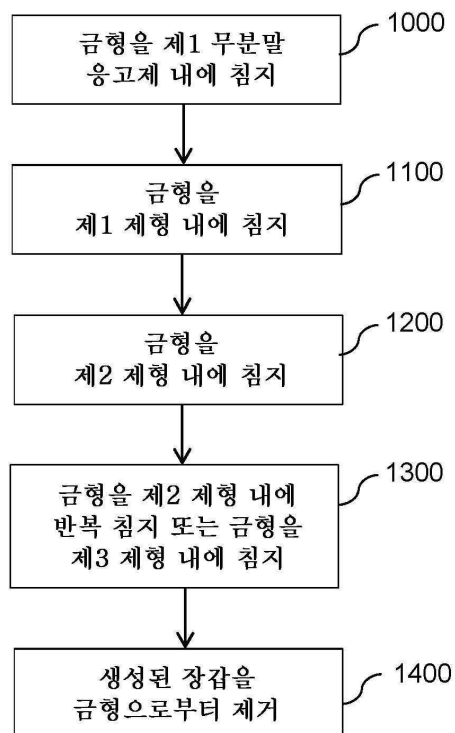 금형을 제1 무분말
응고제 내에 침지
1000
금형을
제1 제형 내에 침지
1100
금형을
제2 제형 내에 침지
1200
금형을 제2 제형 내에
반복 침지 또는 금형을
제3 제형 내에 침지
1300
생성된 장갑을
금형으로부터 제거
1400